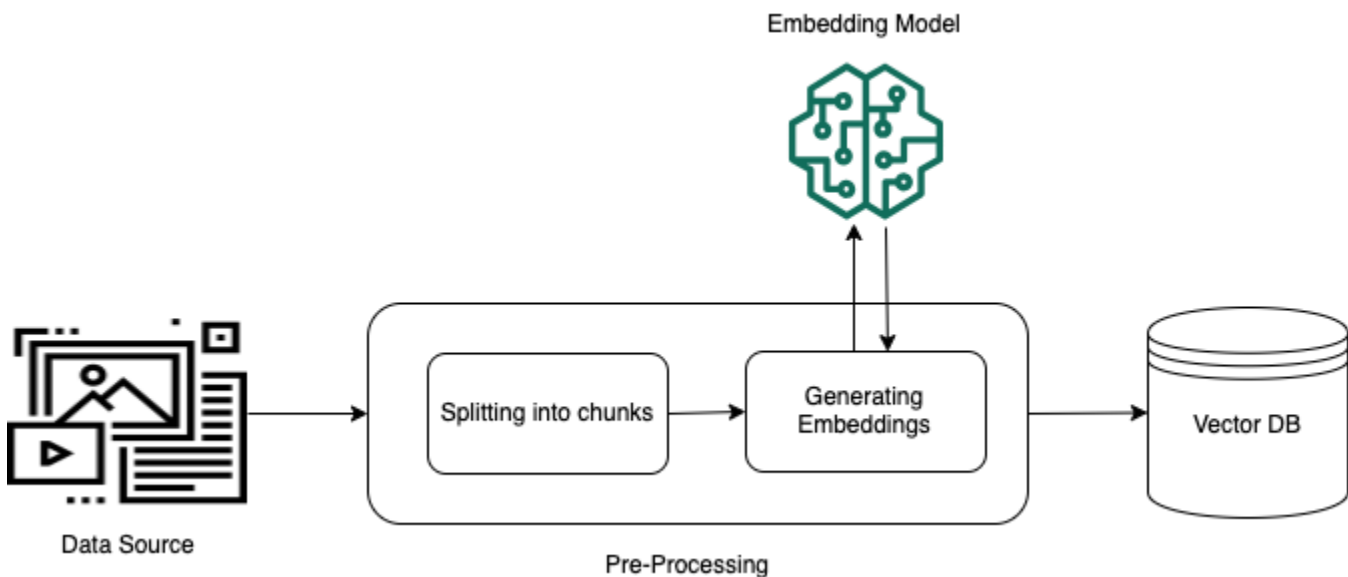 Embedding Model
Splitting into chunks
Generating
Embeddings
Vector DB
Data Source
Pre-Processing